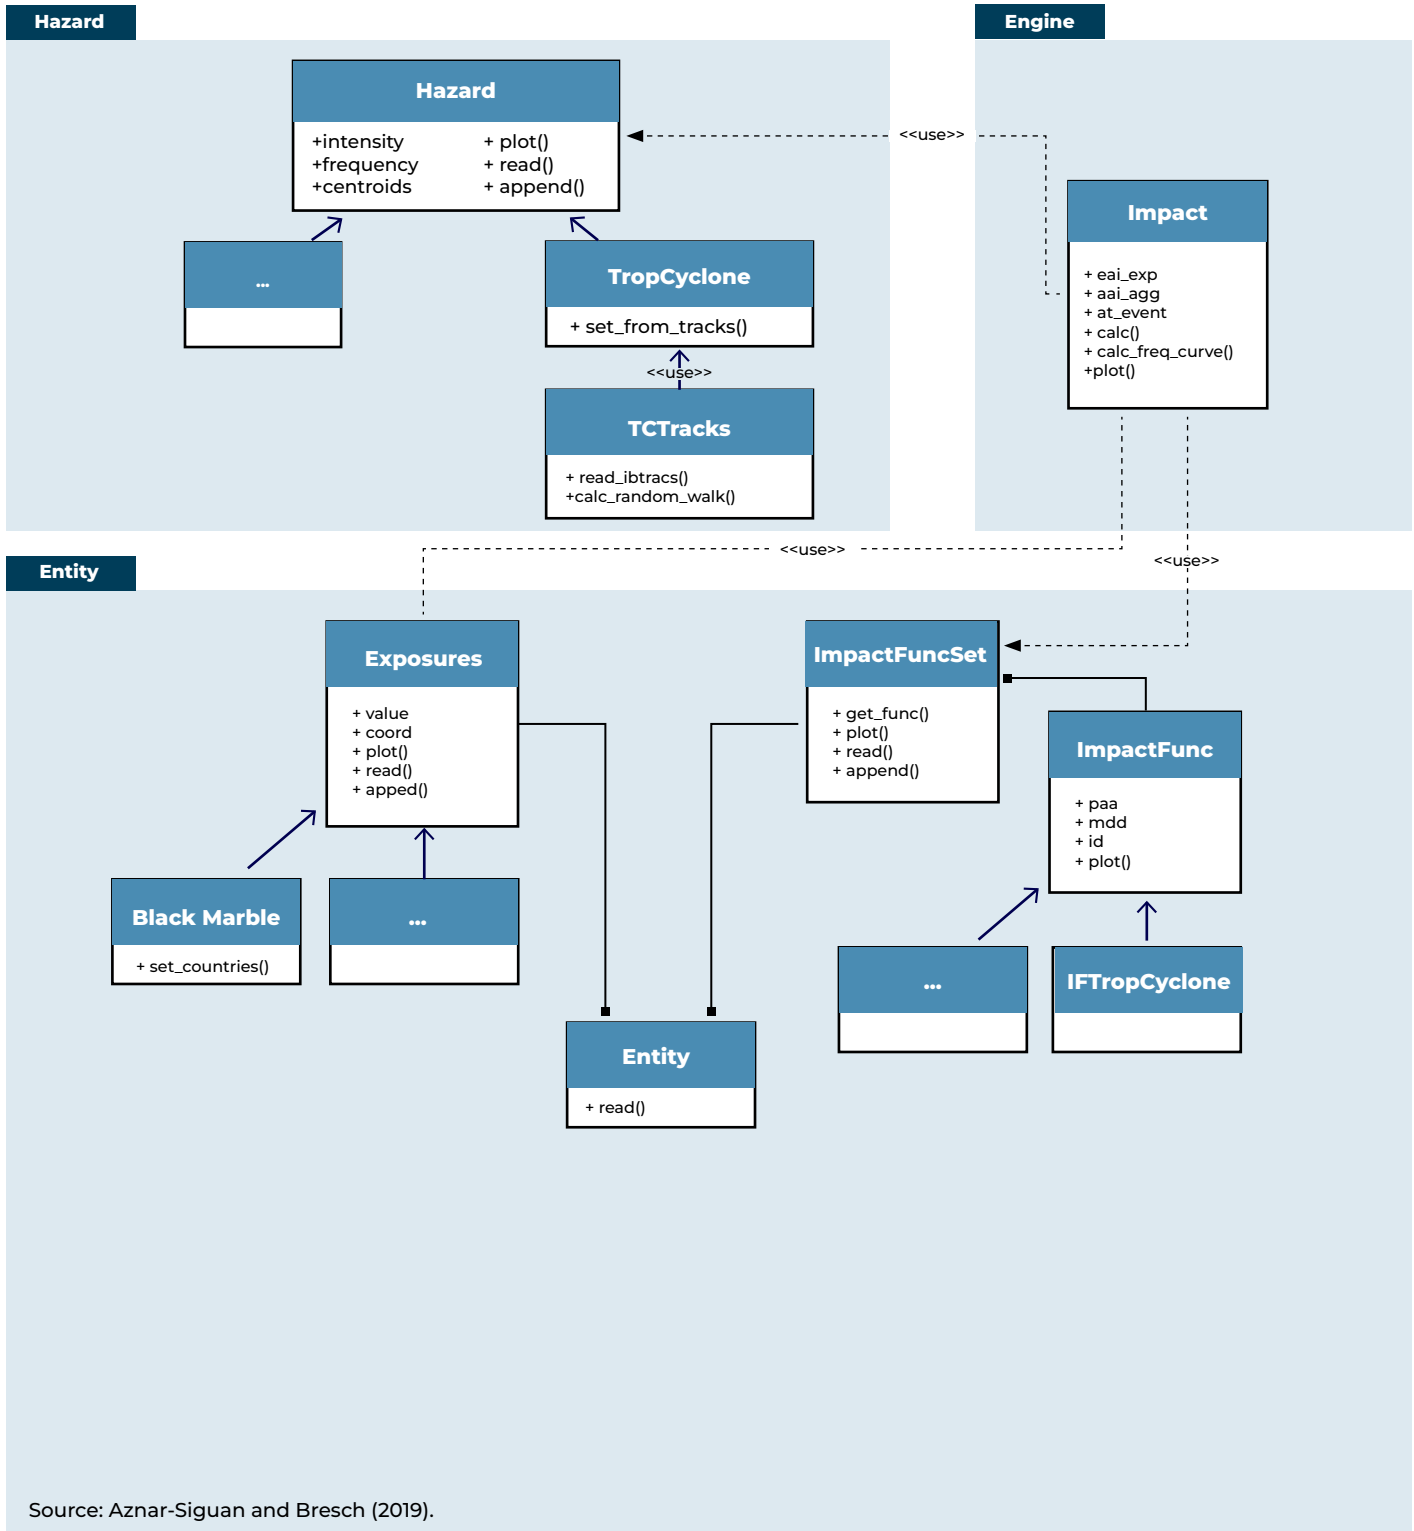 Hazard
Engine
Hazard
+intensity
+frequency
+centroids
+ plot()
+ read()
+ append()
<<use>>
Impact
+ eai_exp
+ aai_agg
+ at_event
+ calc()
+ calc_freq_curve()
+plot()
...
TropCyclone
+ set_from_tracks()
<<use>>
TCTracks
+ read_ibtracs()
+calc_random_walk()
<<use>>
<<use>>
Entity
Exposures
+ value
+ coord
+ plot()
+ read()
+ apped()
ImpactFuncSet
+ get_func()
+ plot()
+ read()
+ append()
ImpactFunc
+ paa
+ mdd
+ id
+ plot()
Black Marble
+ set_countries()
...
...
IFTropCyclone
Entity
+ read()
Source: Aznar-Siguan and Bresch (2019).